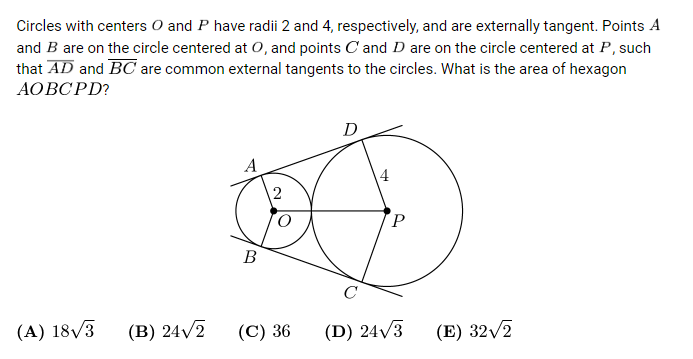 Circles with centers O and P have radii 2 and 4, respectively, and are externally tangent. Points A
and B are on the circle centered at O, and points C and D are on the circle centered at P, such
that \overline{AD} and \overline{BC} are common external tangents to the circles. What is the area of hexagon
AOBCPD?
D
A
4
2
O
P
B
C
(A) 18√3 (B) 24√2 (C) 36 (D) 24√3 (E) 32√2